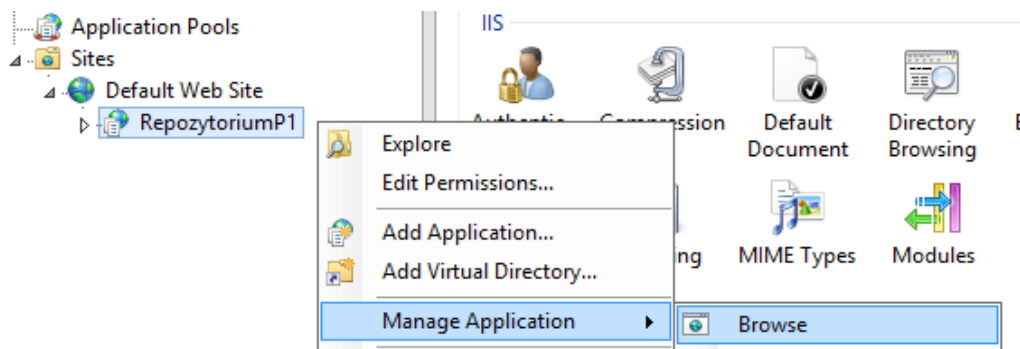 Application Pools
Sites
Default Web Site
RepozytoriumP1
IIS
Default
Document
Directory
Browsing
MIME Types
Modules
Explore
Edit Permissions...
Add Application...
Add Virtual Directory...
Manage Application
Browse